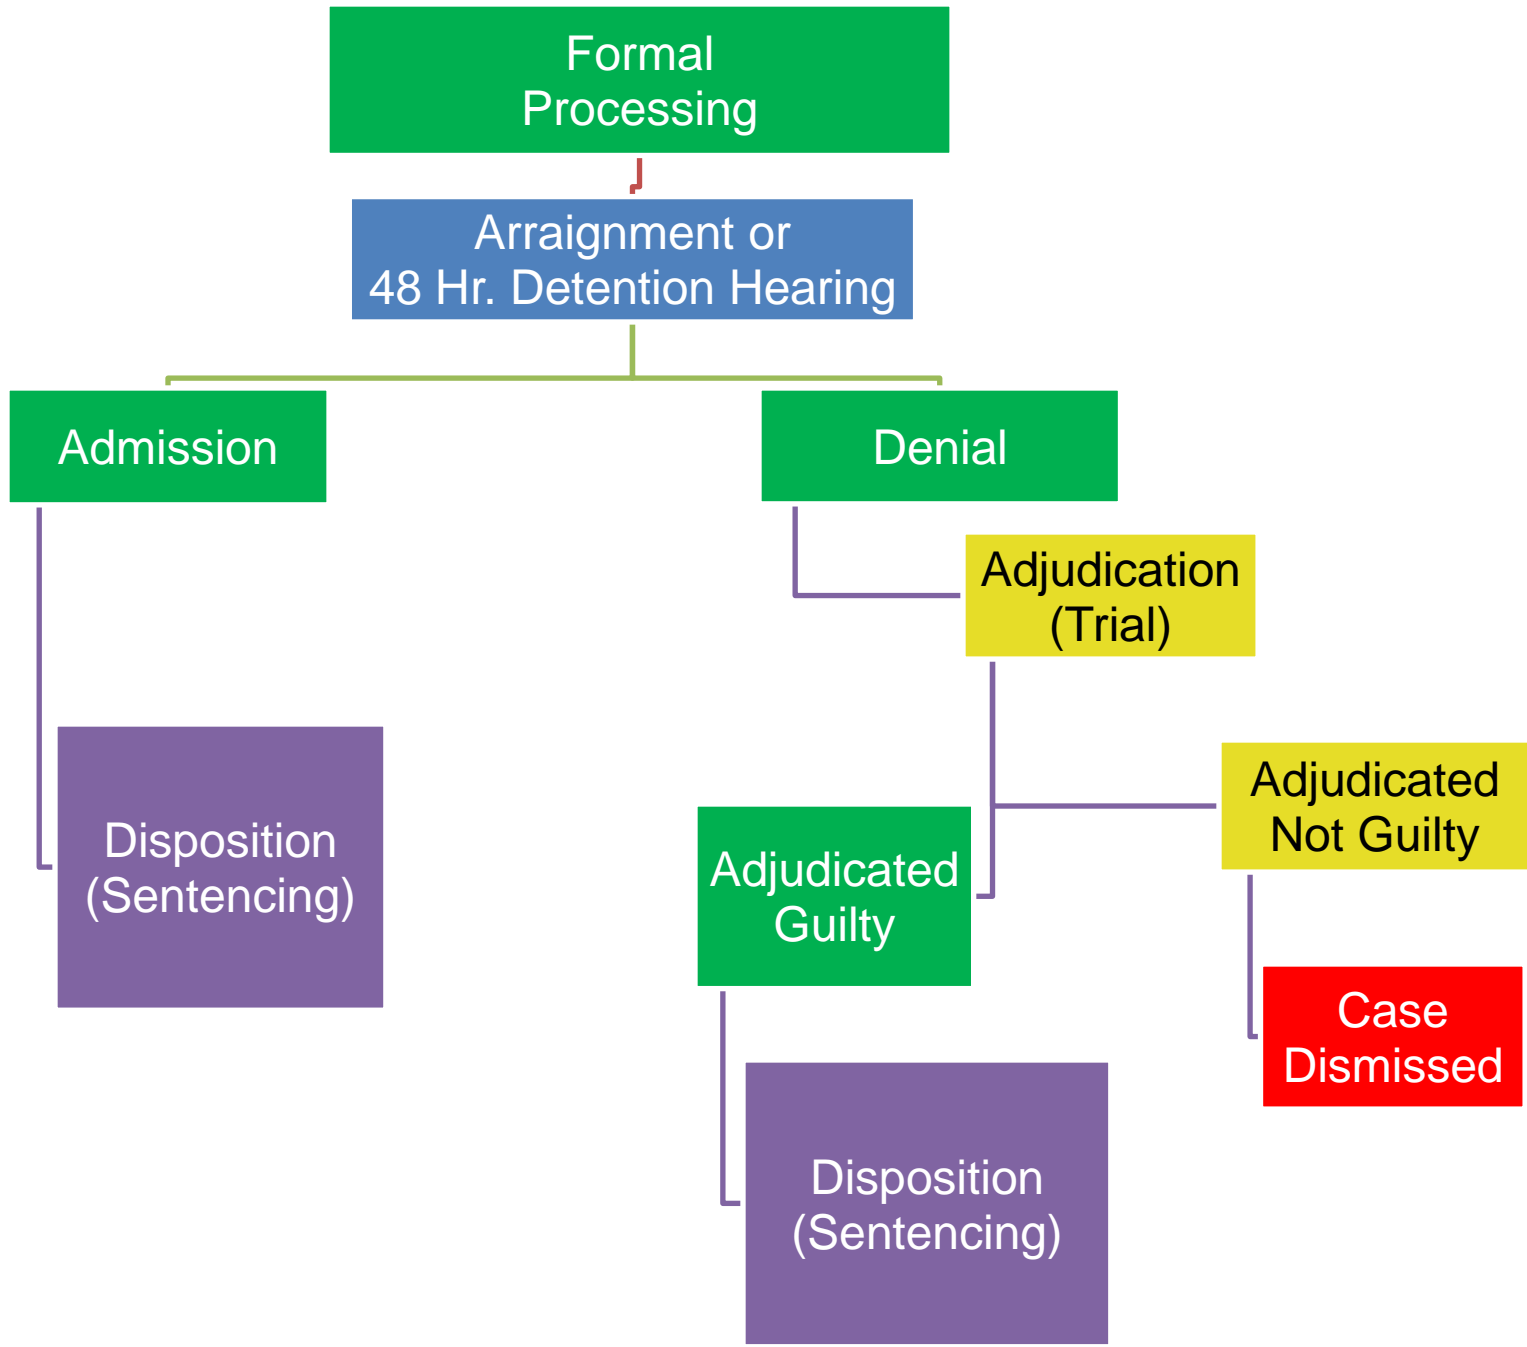 Formal
Processing
Arraignment or
48 Hr. Detention Hearing
Admission
Denial
Adjudication
(Trial)
Adjudicated
Not Guilty
Disposition
(Sentencing)
Adjudicated
Guilty
Case
Dismissed
Disposition
(Sentencing)